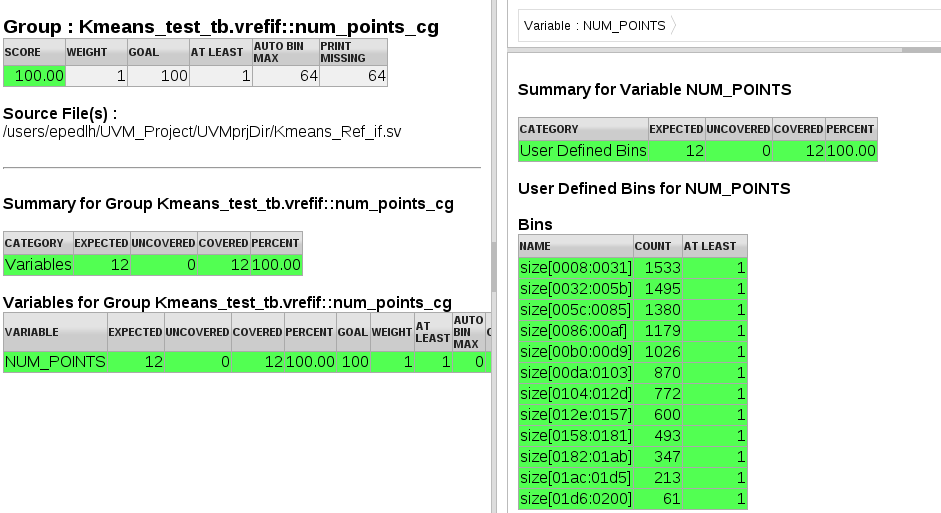 Group : Kmeans_test_tb.vrefif::num_points_cg
SCORE WEIGHT GOAL AT LEAST AUTO BIN MAX PRINT MISSING
100.00 1 100 1 64 64
Source File(s) :
/users/epedlh/UVM_Project/UVMprjDir/Kmeans_Ref_if.sv
Summary for Group Kmeans_test_tb.vrefif::num_points_cg
CATEGORY EXPECTED UNCOVERED COVERED PERCENT
Variables 12 0 12 100.00
Variables for Group Kmeans_test_tb.vrefif::num_points_cg
VARIABLE EXPECTED UNCOVERED COVERED PERCENT GOAL WEIGHT AT LEAST AUTO BIN MAX
NUM_POINTS 12 0 12 100.00 100 1 1 0
Variable : NUM_POINTS
Summary for Variable NUM_POINTS
CATEGORY EXPECTED UNCOVERED COVERED PERCENT
User Defined Bins 12 0 12 100.00
User Defined Bins for NUM_POINTS
Bins
NAME COUNT AT LEAST
size[0008:0031] 1533 1
size[0032:005b] 1495 1
size[005c:0085] 1380 1
size[0086:00af] 1179 1
size[00b0:00d9] 1026 1
size[00da:0103] 870 1
size[0104:012d] 772 1
size[012e:0157] 600 1
size[0158:0181] 493 1
size[0182:01ab] 347 1
size[01ac:01d5] 213 1
size[01d6:0200] 61 1